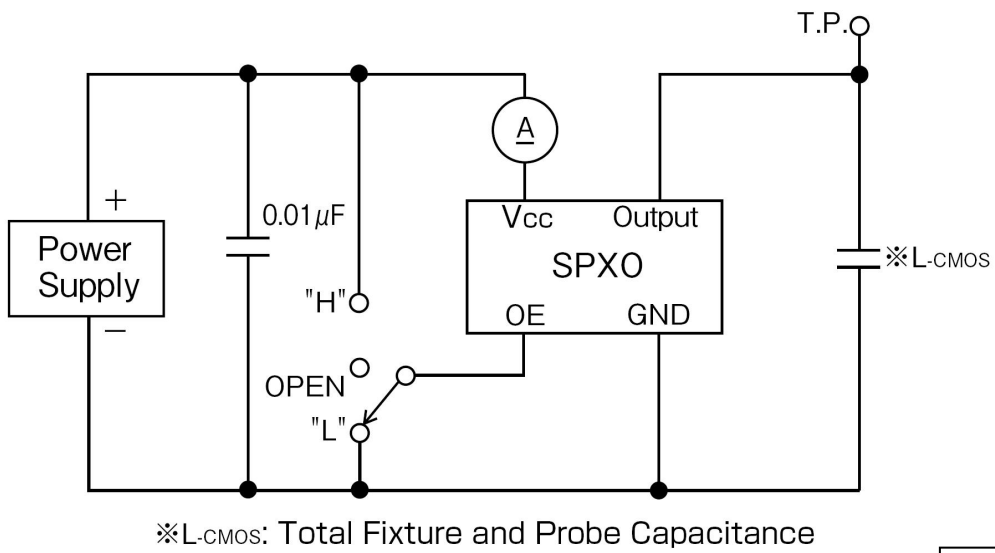 T.P.
A
+
Power
Supply
−
0.01μF
"H"
OPEN
"L"
Vcc
Output
SPXO
OE
GND
※L-CMOS
※L-CMOS: Total Fixture and Probe Capacitance